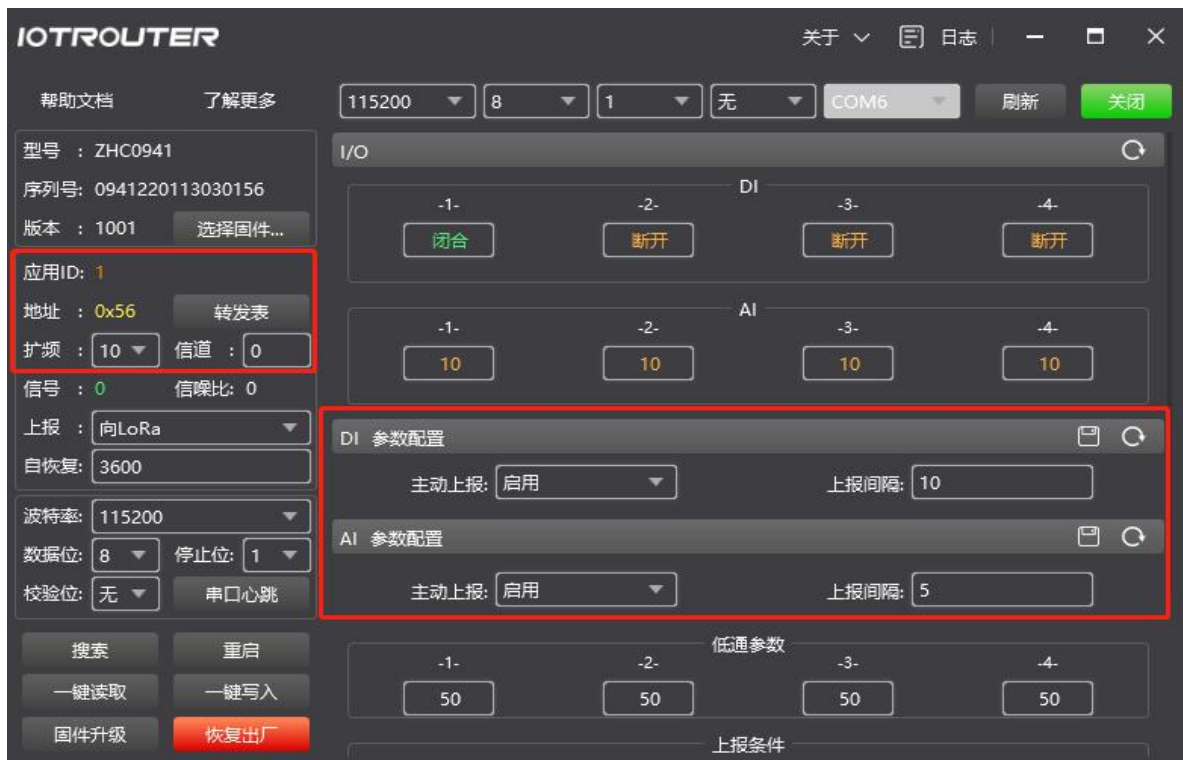 IOTROUTER
关于 日志
帮助文档 了解更多
115200 8 1 无 COM6 刷新 关闭
型号 : ZHC0941
序列号: 0941220113030156
版本 : 1001 选择固件...
应用ID: 1
地址 : 0x56 转发表
扩频 : 10 信道 : 0
信号 : 0 信噪比: 0
上报 : 向LoRa
自恢复: 3600
波特率: 115200
数据位: 8 停止位: 1
校验位: 无 串口心跳
搜索 重启
一键读取 一键写入
固件升级 恢复出厂
I/O
DI
-1- -2- -3- -4-
闭合 断开 断开 断开
AI
-1- -2- -3- -4-
10 10 10 10
DI 参数配置
主动上报: 启用 上报间隔: 10
AI 参数配置
主动上报: 启用 上报间隔: 5
低通参数
-1- -2- -3- -4-
50 50 50 50
上报条件